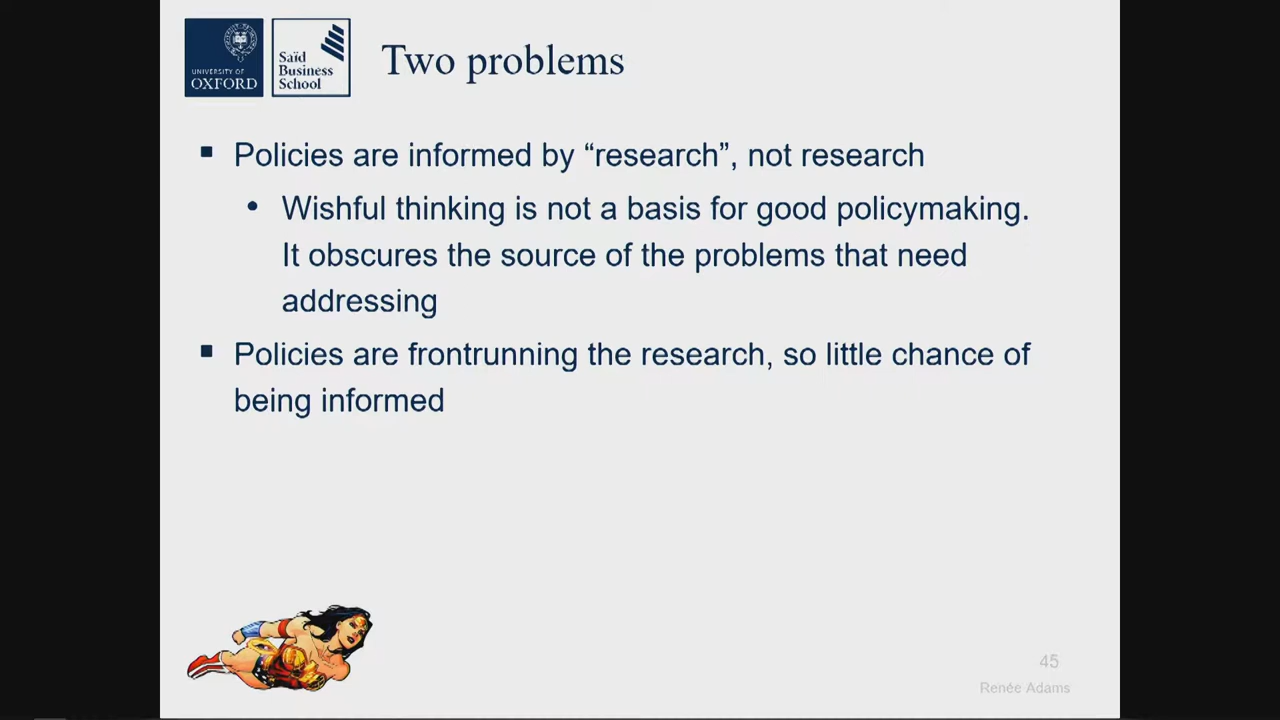 UNIVERSITY OF
OXFORD
Saïd
Business
School
Two problems
Policies are informed by “research”, not research
Wishful thinking is not a basis for good policymaking.
It obscures the source of the problems that need
addressing
Policies are frontrunning the research, so little chance of
being informed
45
Renée Adams